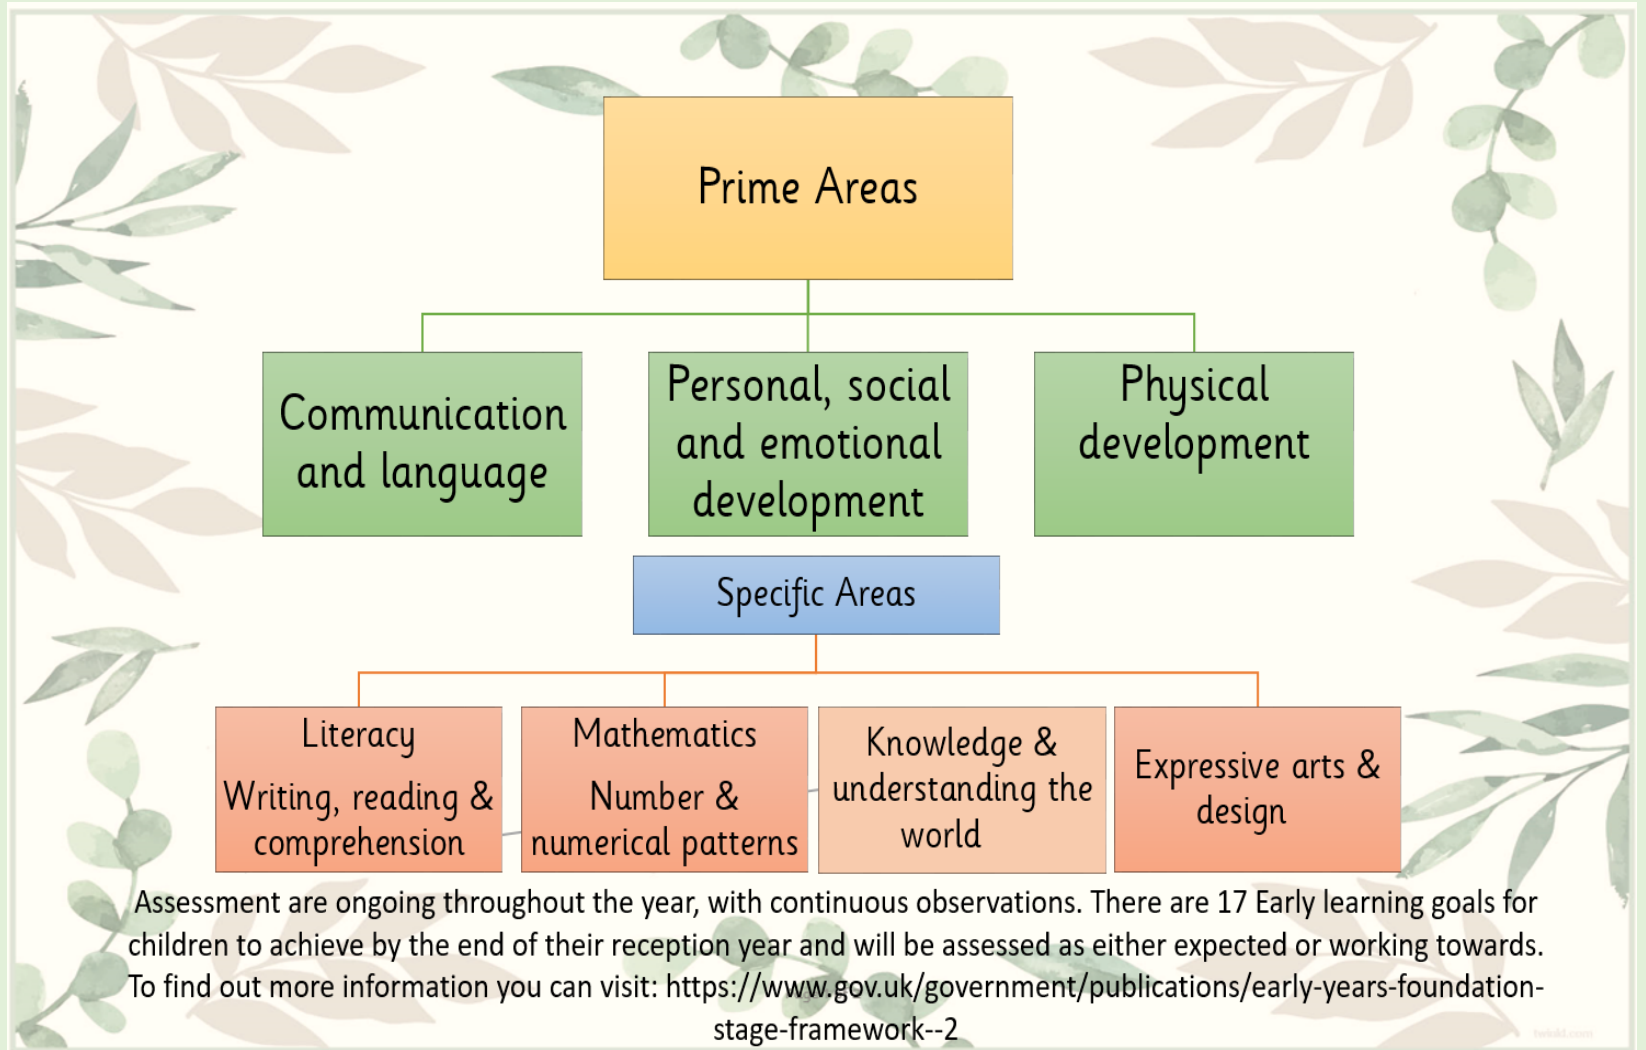 Prime Areas
Communication
and language
Personal, social
and emotional
development
Physical
development
Specific Areas
Literacy
Writing, reading &
comprehension
Mathematics
Number &
numerical patterns
Knowledge &
understanding the
world
Expressive arts &
design
Assessment are ongoing throughout the year, with continuous observations. There are 17 Early learning goals for
children to achieve by the end of their reception year and will be assessed as either expected or working towards.
To find out more information you can visit: https://www.gov.uk/government/publications/early-years-foundation-
stage-framework--2
twinkl.com